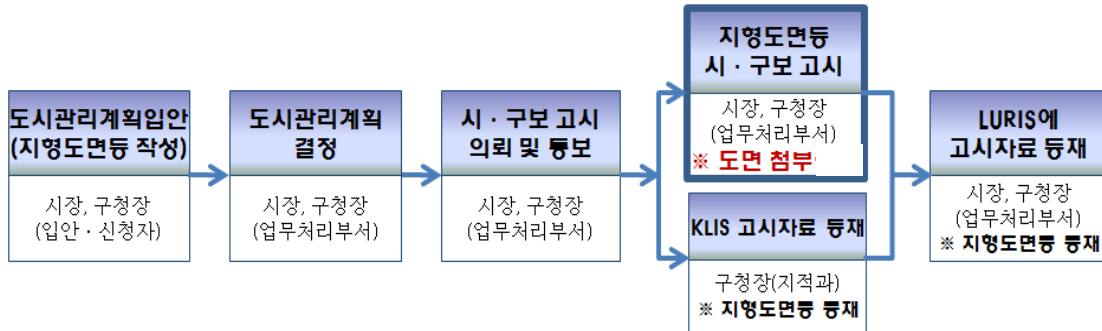 도시관리계획입안
(지형도면등 작성)
시장, 구청장
(입안 · 신청자)
도시관리계획
결정
시장, 구청장
(업무처리부서)
시 · 구보 고시
의뢰 및 통보
시장, 구청장
(업무처리부서)
지형도면등
시 · 구보 고시
시장, 구청장
(업무처리부서)
※ 도면 첨부
KLIS 고시자료 등재
구청장(지적과)
※ 지형도면등 등재
LURIS에
고시자료 등재
시장, 구청장
(업무처리부서)
※ 지형도면등 등재